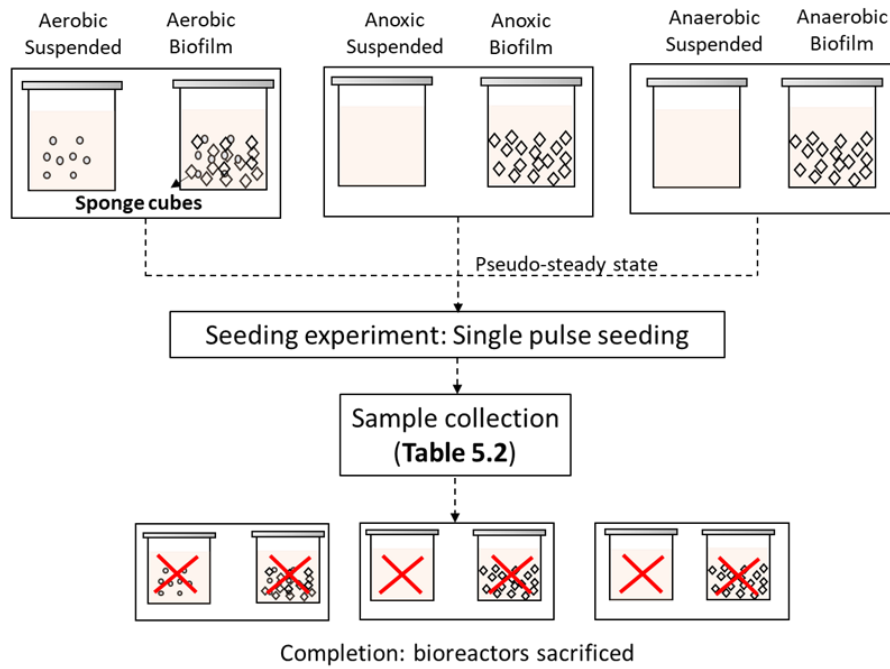 Aerobic
Suspended
Aerobic
Biofilm
Anoxic
Suspended
Anoxic
Biofilm
Anaerobic
Suspended
Anaerobic
Biofilm
Sponge cubes
Pseudo-steady state
Seeding experiment: Single pulse seeding
Sample collection
(Table 5.2)
Completion: bioreactors sacrificed